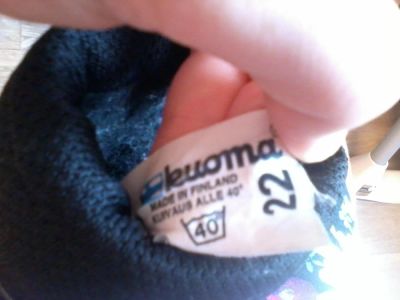 Kuoma
MADE IN FINLAND
KUIVAUS ALLE 40°
22
40